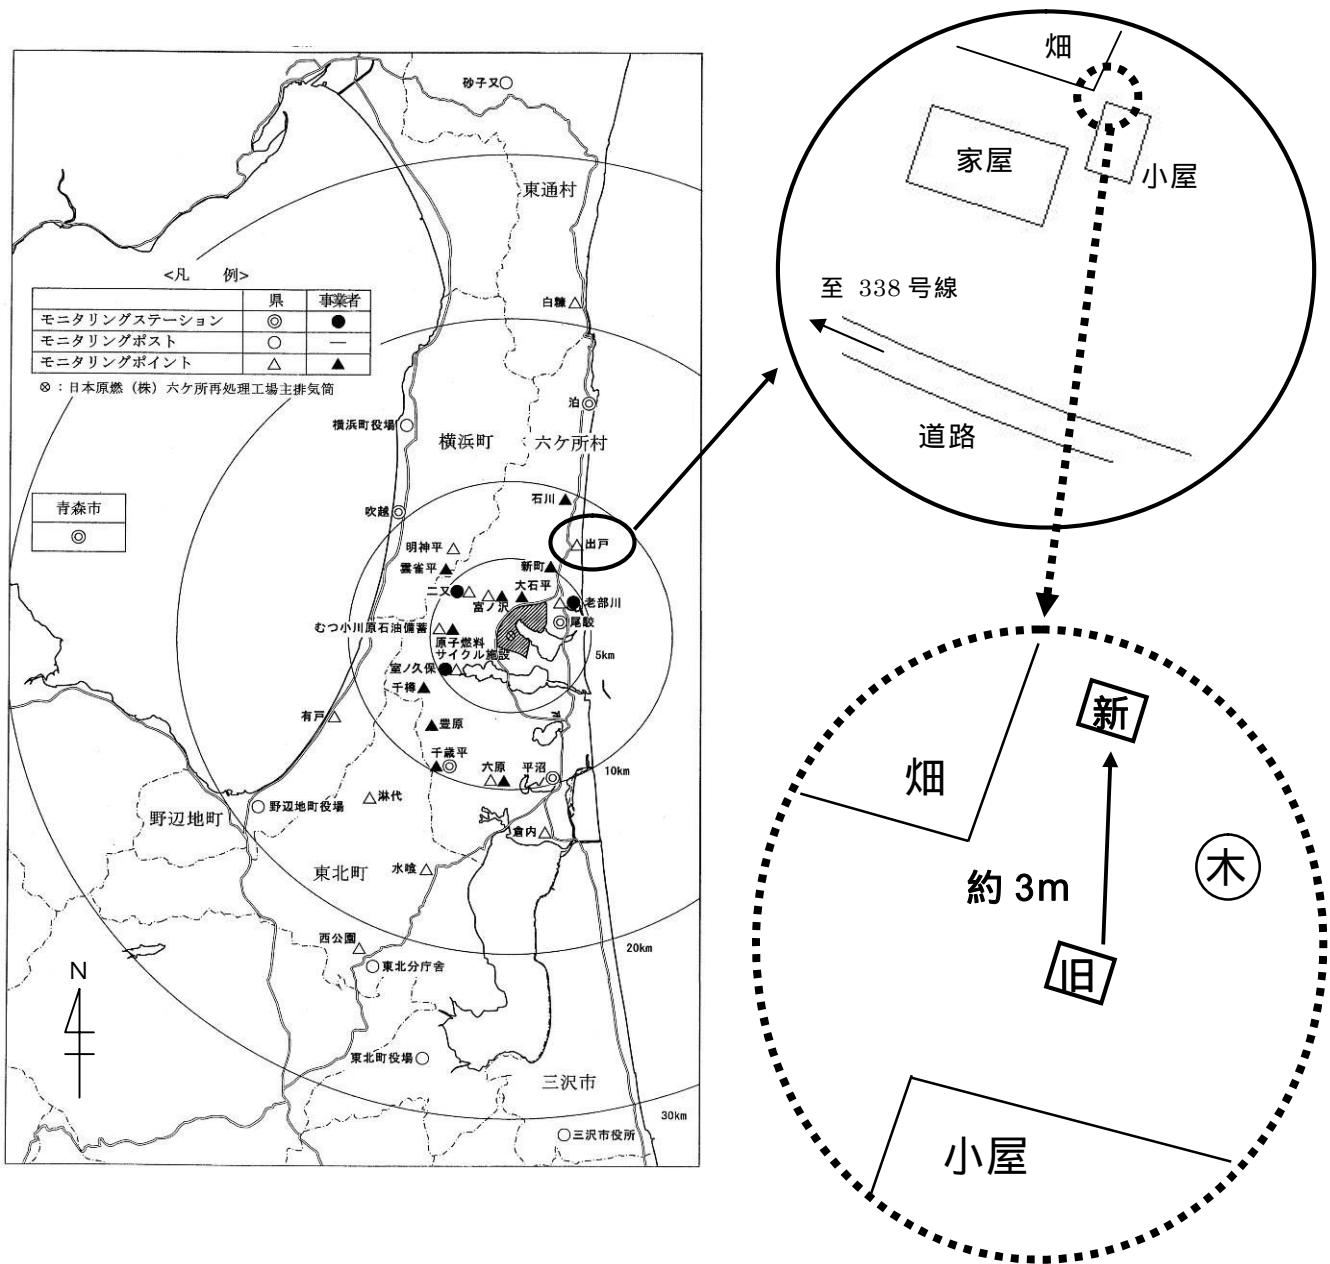 砂子又
東通村
<凡　例>
県 事業者
モニタリングステーション ◎ ●
モニタリングポスト ○ —
モニタリングポイント △ ▲
⊗：日本原燃（株）六ケ所再処理工場主排気筒
白糠
泊
横浜町役場
横浜町
六ケ所村
青森市
◎
石川
吹越
出戸
明神平
新町
雲雀平
大石平
二又
宮ノ沢
老部川
尾駮
むつ小川原石油備蓄
原子燃料
サイクル施設
5km
室ノ久保
千樽
有戸
豊原
千歳平
六原
平沼
10km
淋代
野辺地町役場
野辺地町
倉内
東北町
水喰
西公園
20km
東北分庁舎
N
東北町役場
三沢市
30km
三沢市役所
畑
家屋
小屋
至 338 号線
道路
新
畑
木
約 3m
旧
小屋